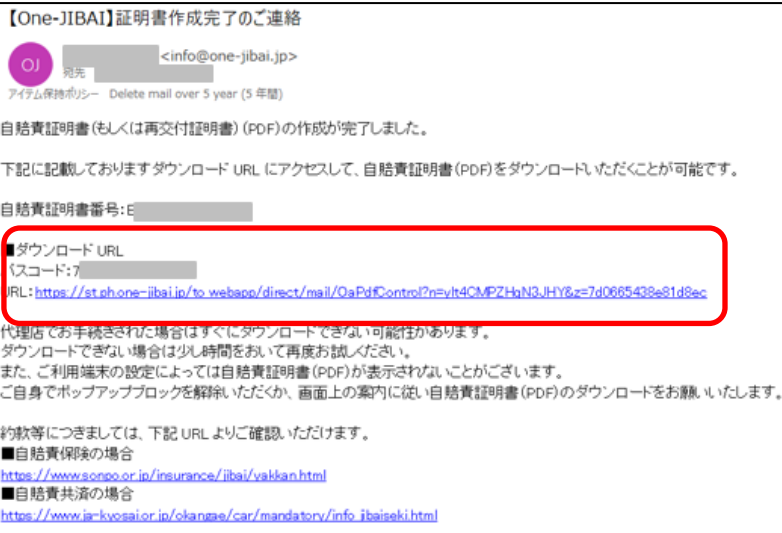 【One-JIBAI】証明書作成完了のご連絡
OJ
<info@one-jibai.jp>
宛先
アイテム保持ポリシー Delete mail over 5 year (5 年間)
自賠責証明書(もしくは再交付証明書) (PDF)の作成が完了しました。
下記に記載しておりますダウンロード URL にアクセスして、自賠責証明書(PDF)をダウンロードいただくことが可能です。
自賠責証明書番号:E
■ダウンロード URL
パスコード:7
URL:https://st.ph.one-jibai.jp/to_webapp/direct/mail/OaPdfControl?n=ylt4CMPZHqN3JHY&z=7d0665438e81d8ec
代理店でお手続きされた場合はすぐにダウンロードできない可能性があります。
ダウンロードできない場合は少し時間をおいて再度お試しください。
また、ご利用端末の設定によっては自賠責証明書(PDF)が表示されないことがございます。
ご自身でポップアップブロックを解除いただくか、画面上の案内に従い自賠責証明書(PDF)のダウンロードをお願いいたします。
約款等につきましては、下記 URL よりご確認いただけます。
■自賠責保険の場合
https://www.sonpo.or.jp/insurance/jibai/yakkan.html
■自賠責共済の場合
https://www.ja-kyosai.or.jp/okangae/car/mandatory/info_jibaiseki.html